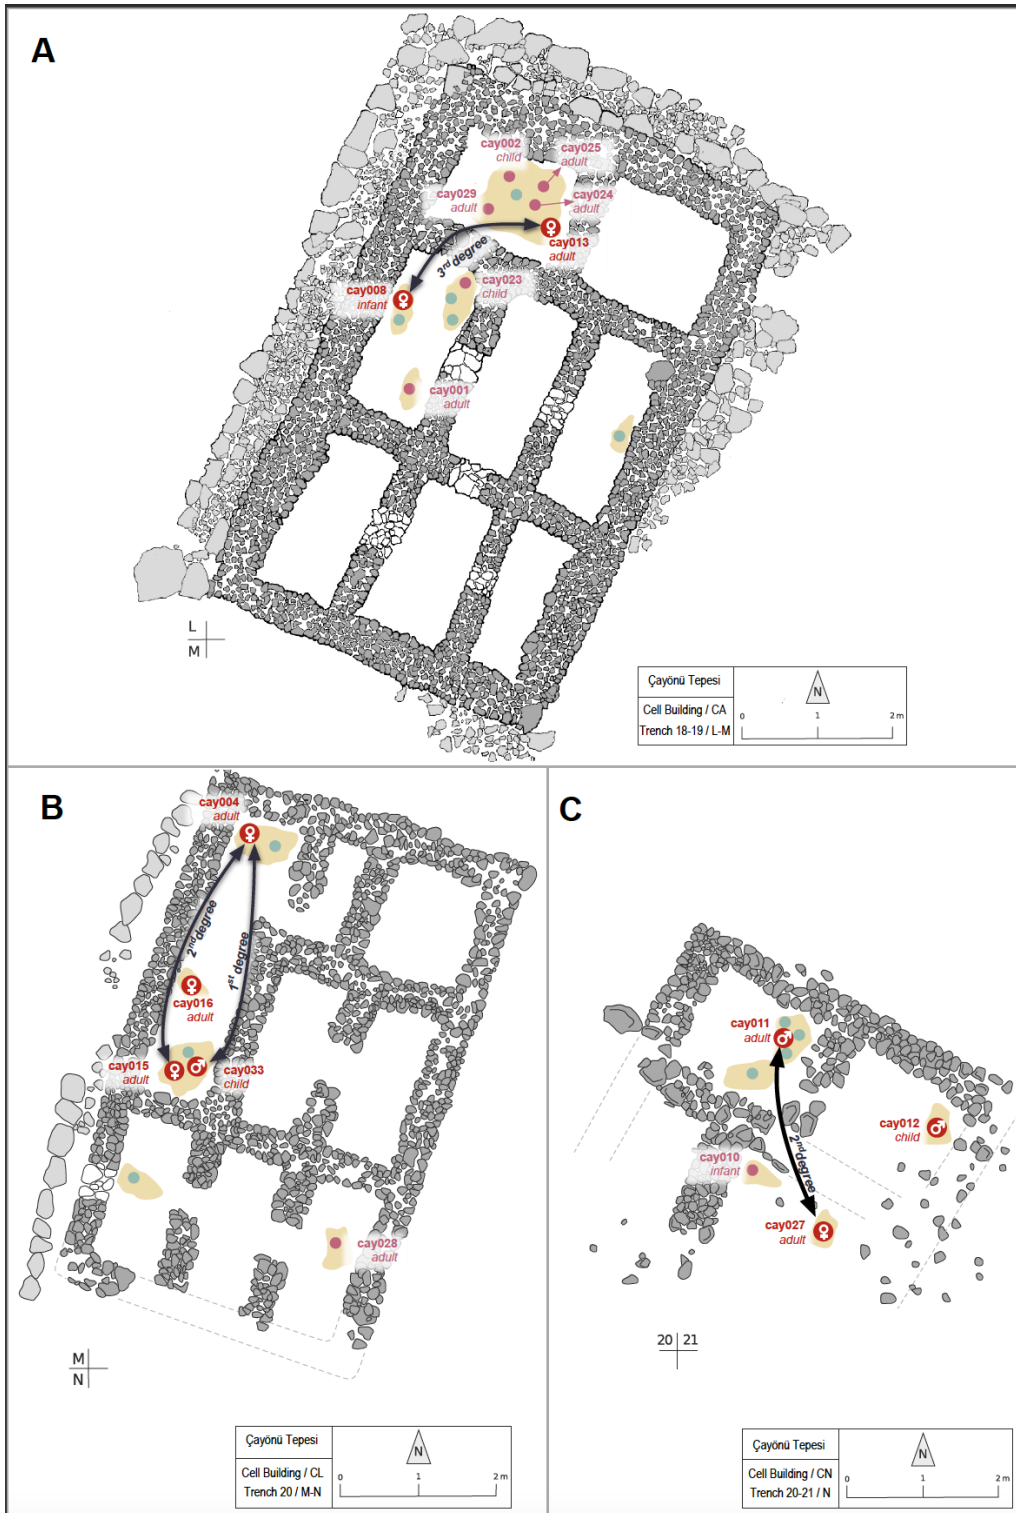 A
cay002
child
cay025
adult
cay029
adult
cay024
adult
cay013
adult
3rd degree
cay008
infant
cay023
child
cay001
adult
L
M
Çayönü Tepesi
Cell Building / CA
Trench 18-19 / L-M
N
0 1 2 m
B
cay004
adult
2nd degree
1st degree
cay016
adult
cay015
adult
cay033
child
cay028
adult
M
N
Çayönü Tepesi
Cell Building / CL
Trench 20 / M-N
N
0 1 2 m
C
cay011
adult
cay012
child
2nd degree
cay010
infant
cay027
adult
20 21
N
Çayönü Tepesi
Cell Building / CN
Trench 20-21 / N
N
0 1 2 m